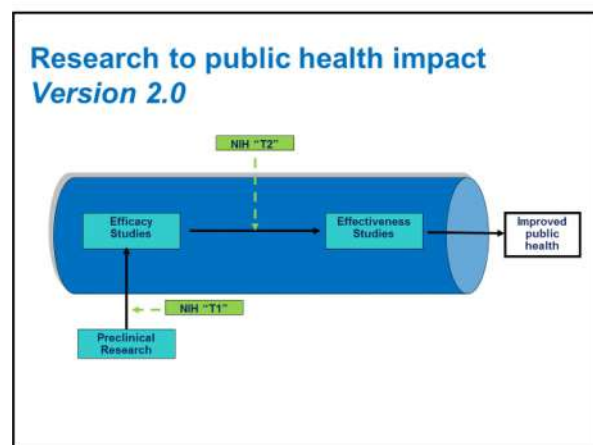 Research to public health impact
Version 2.0
NIH "T2"
Efficacy
Studies
Effectiveness
Studies
Improved
public
health
NIH "T1"
Preclinical
Research